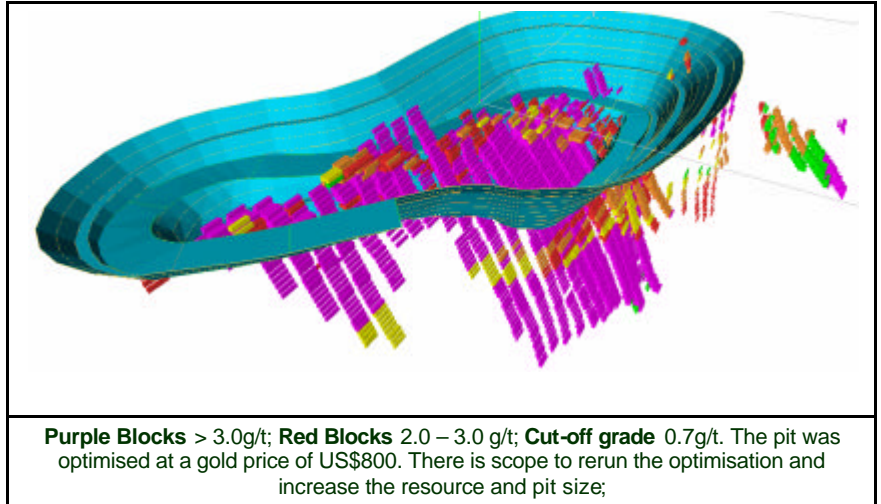 Purple Blocks > 3.0g/t; Red Blocks 2.0 – 3.0 g/t; Cut-off grade 0.7g/t. The pit was
optimised at a gold price of US$800. There is scope to rerun the optimisation and
increase the resource and pit size;